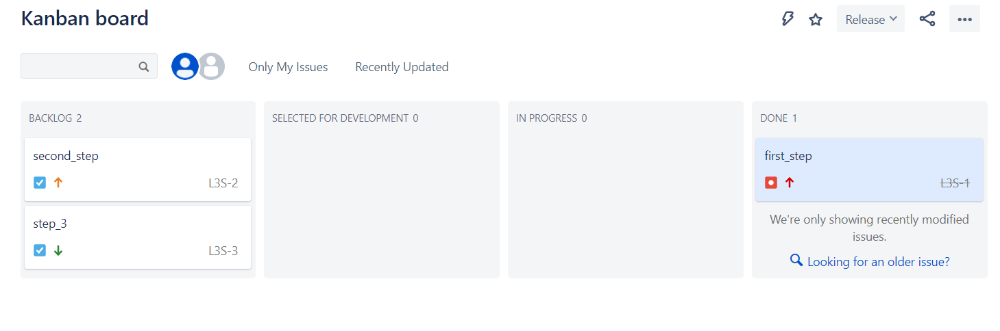 Kanban board
Release
Only My Issues
Recently Updated
BACKLOG 2
second_step
L3S-2
step_3
L3S-3
SELECTED FOR DEVELOPMENT 0
IN PROGRESS 0
DONE 1
first_step
L3S-1
We're only showing recently modified
issues.
Looking for an older issue?